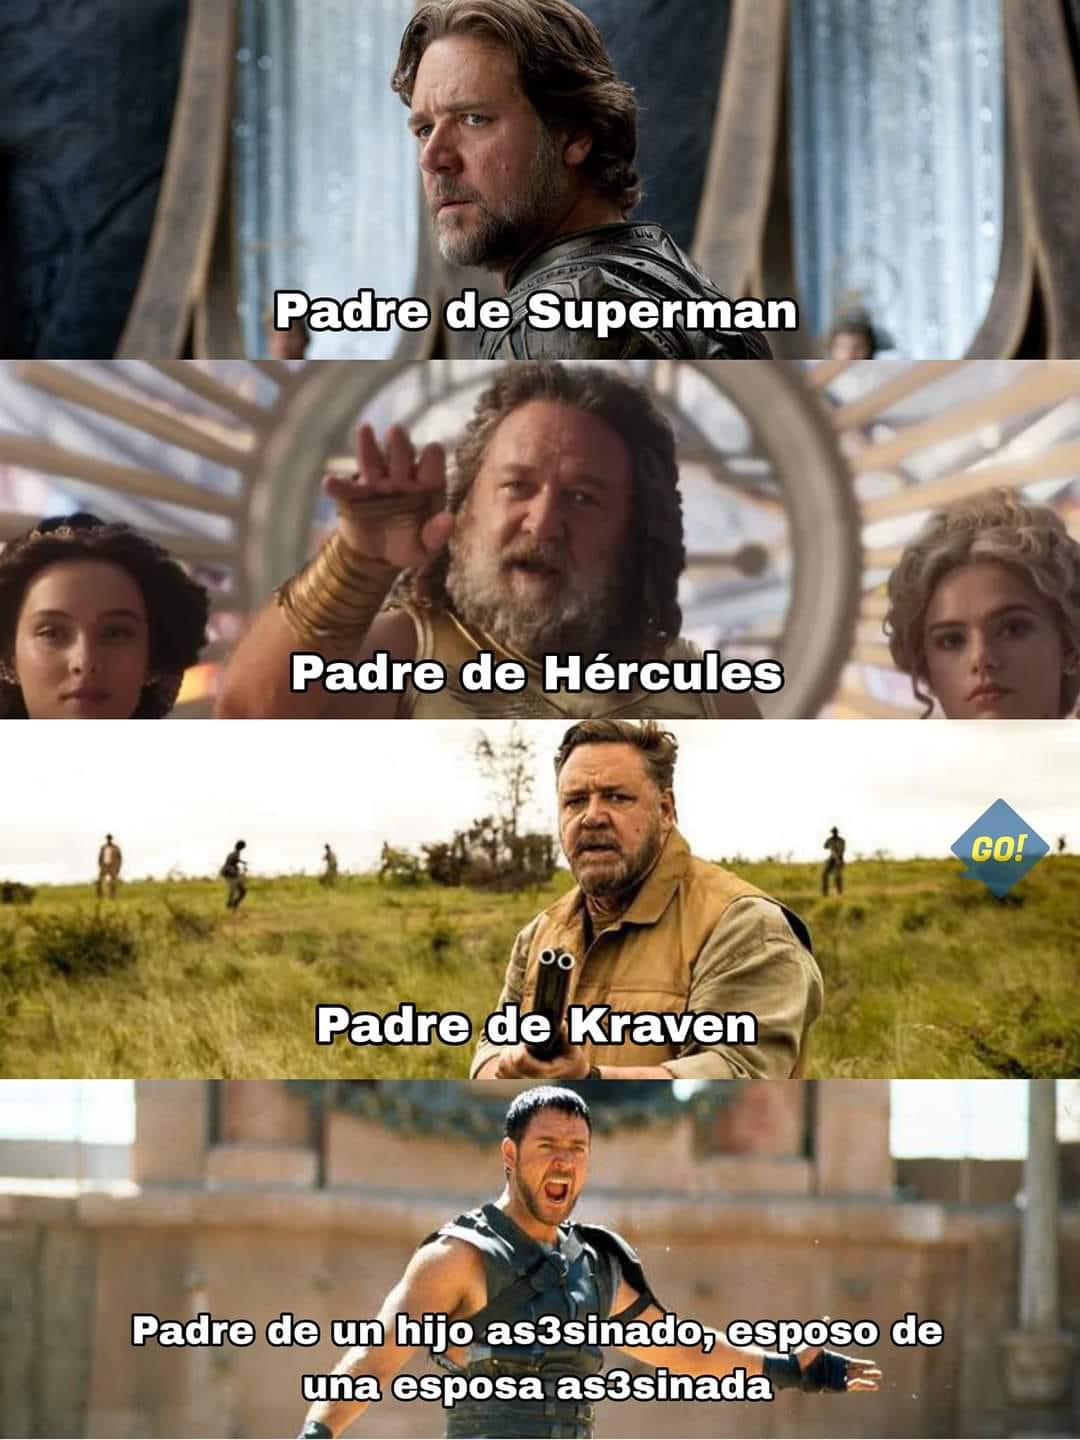 Padre de Superman
Padre de Hércules
GO!
Padre de Kraven
Padre de un hijo as3sinado, esposo de
una esposa as3sinada